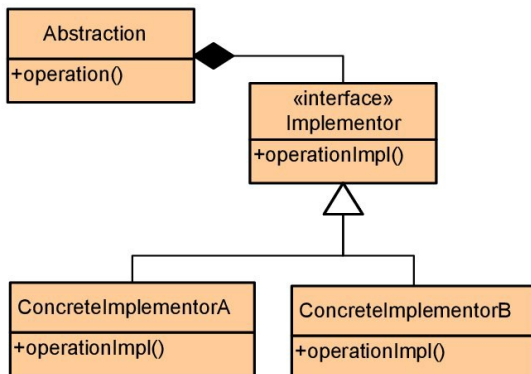 Abstraction
+operation()
«interface»
Implementor
+operationImpl()
ConcreteImplementorA
+operationImpl()
ConcreteImplementorB
+operationImpl()